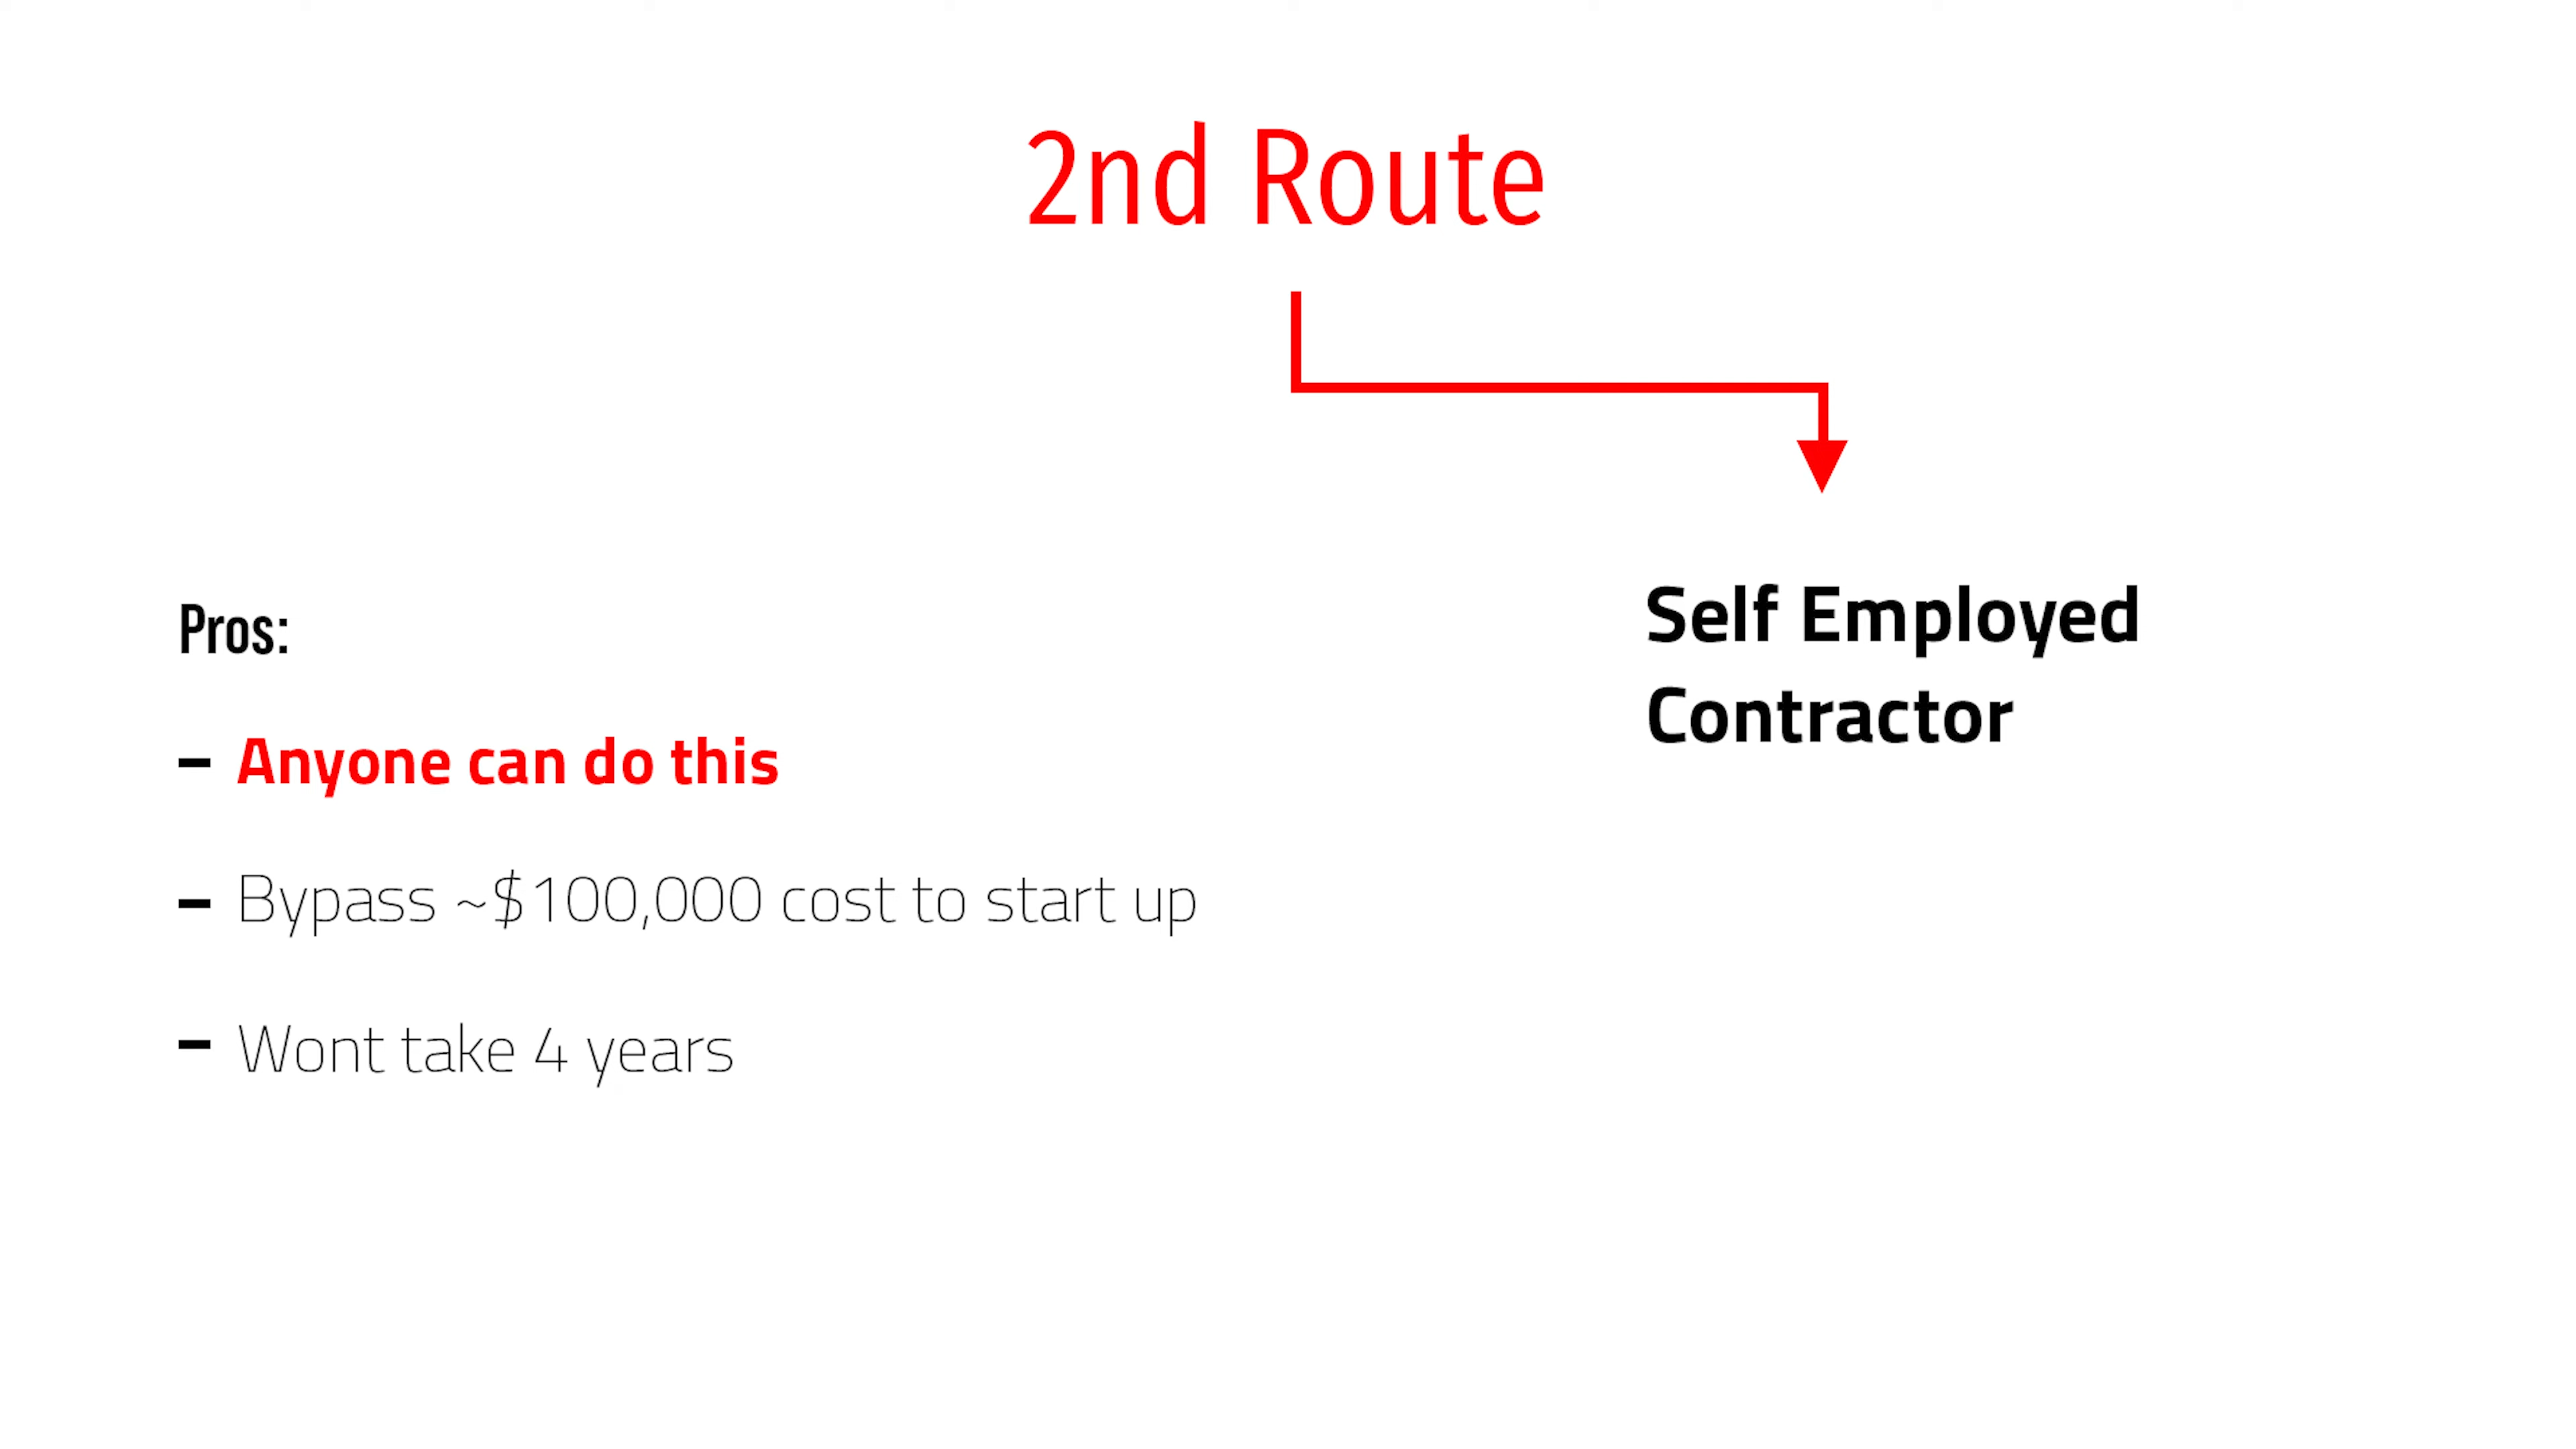 2nd Route
Self Employed
Contractor
Pros:
- Anyone can do this
- Bypass ~$100,000 cost to start up
- Wont take 4 years